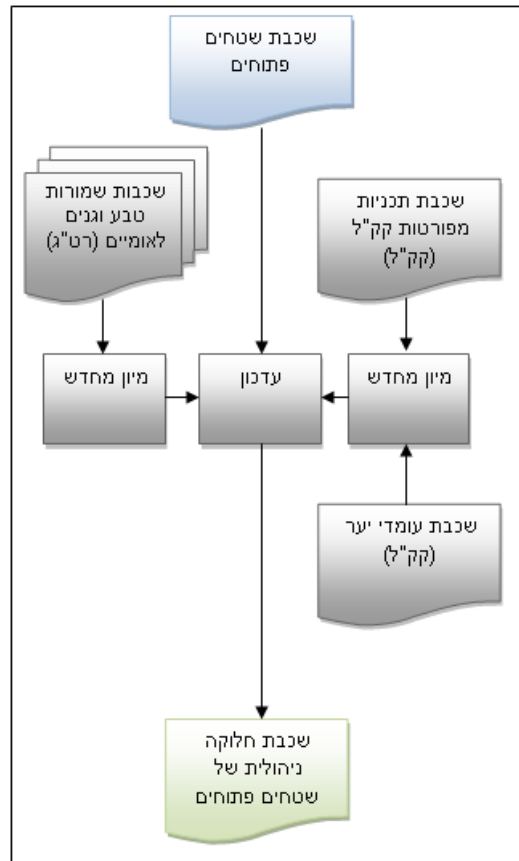 שכבת שטחים
פתוחים
שכבת תכניות
מפורטות קק"ל
(קק"ל)
שכבות שמורות
טבע וגנים
לאומיים (רט"ג)
מיון מחדש
עדכון
מיון מחדש
שכבת עומדי יער
(קק"ל)
שכבת חלוקה
ניהולית של
שטחים פתוחים